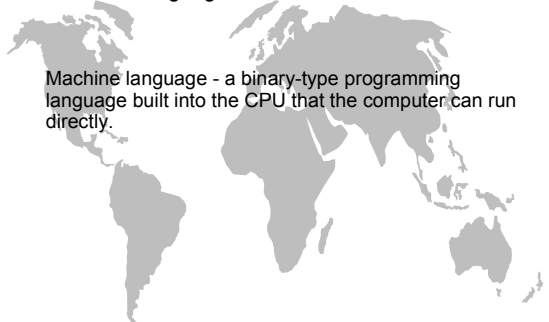 Machine language - a binary-type programming
language built into the CPU that the computer can run
directly.